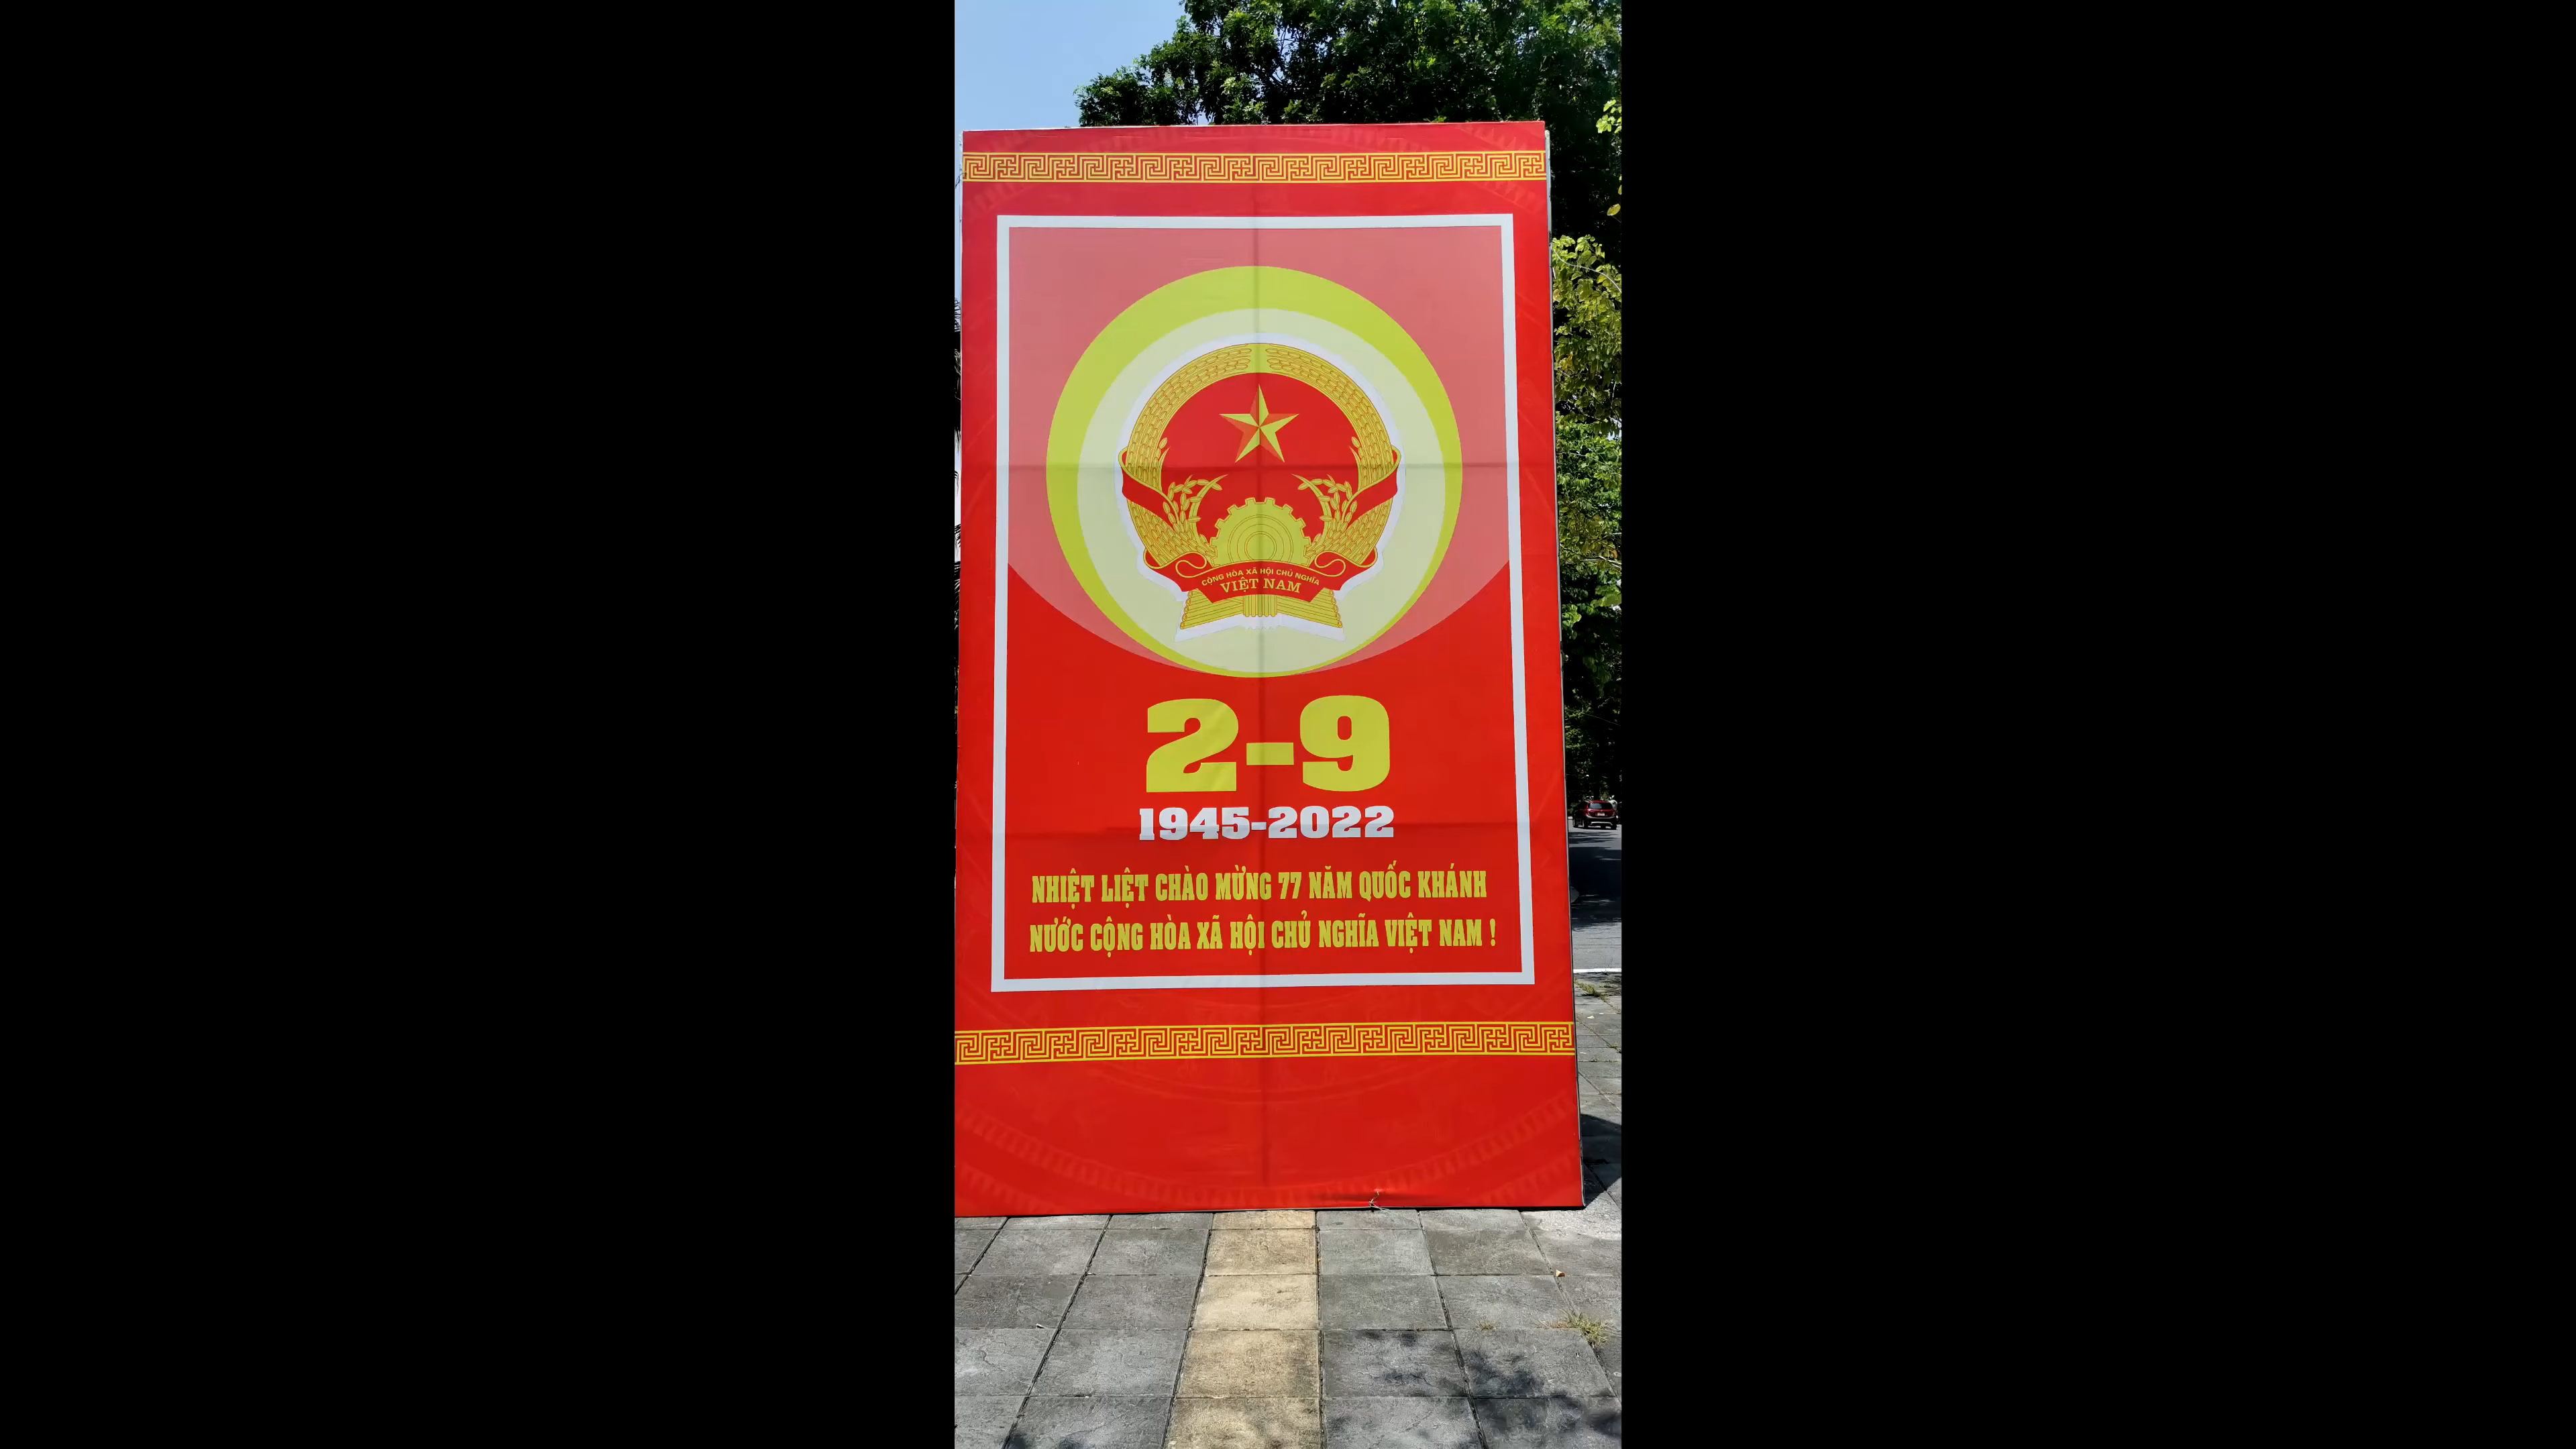 CỘNG HÒA XÃ HỘI CHỦ NGHĨA
VIỆT NAM
2-9
1945-2022
NHIỆT LIỆT CHÀO MỪNG 77 NĂM QUỐC KHÁNH
NƯỚC CỘNG HÒA XÃ HỘI CHỦ NGHĨA VIỆT NAM !